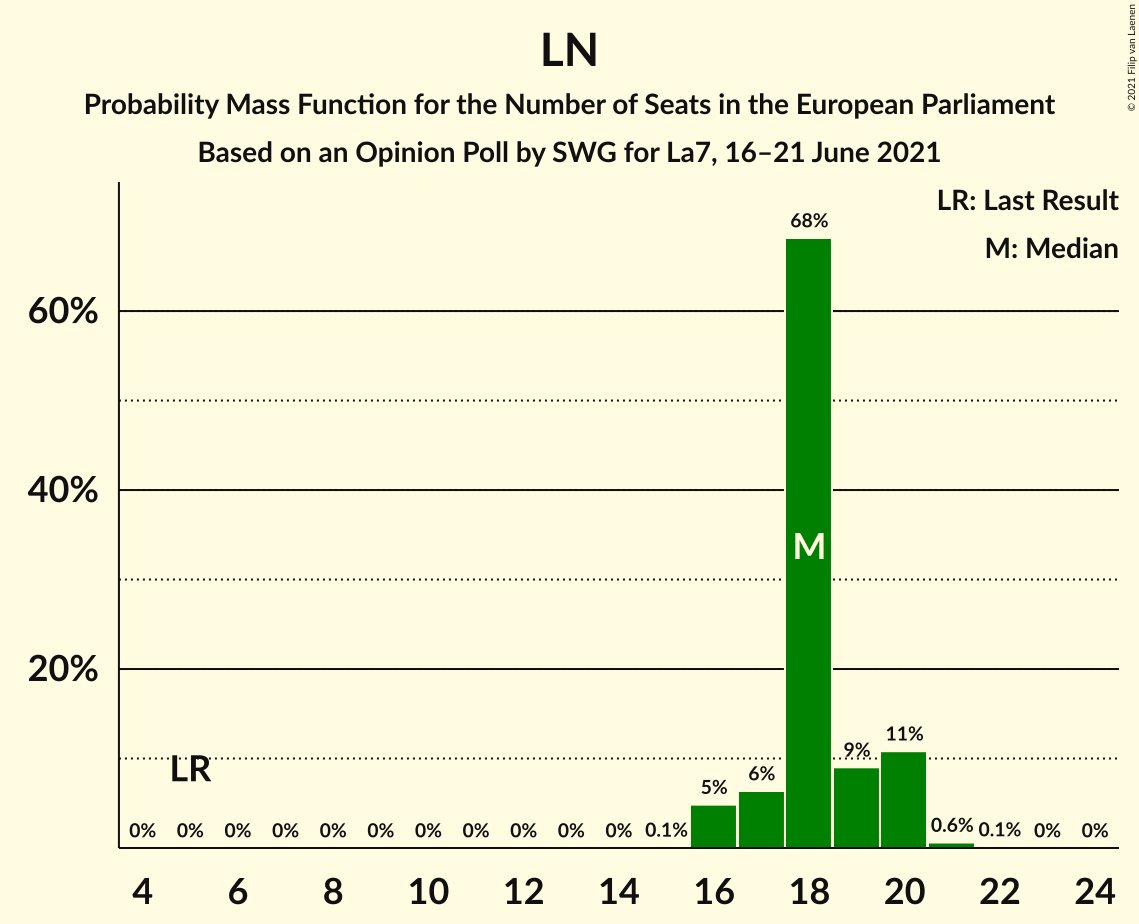 LN
Probability Mass Function for the Number of Seats in the European Parliament
Based on an Opinion Poll by SWG for La7, 16–21 June 2021
© 2021 Filip van Laenen
LR: Last Result
M: Median
68%
60%
40%
M
20%
11%
9%
LR
6%
5%
0% 0% 0% 0% 0% 0% 0% 0% 0% 0% 0% 0.1% 0.6% 0.1% 0% 0%
4 6 8 10 12 14 16 18 20 22 24